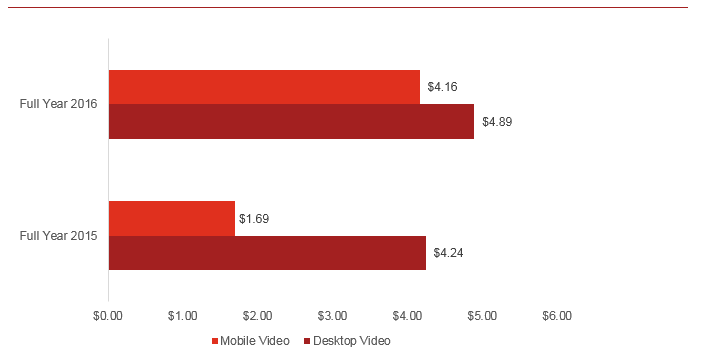 Full Year 2016
$4.16
$4.89
Full Year 2015
$1.69
$4.24
$0.00 $1.00 $2.00 $3.00 $4.00 $5.00 $6.00
Mobile Video Desktop Video